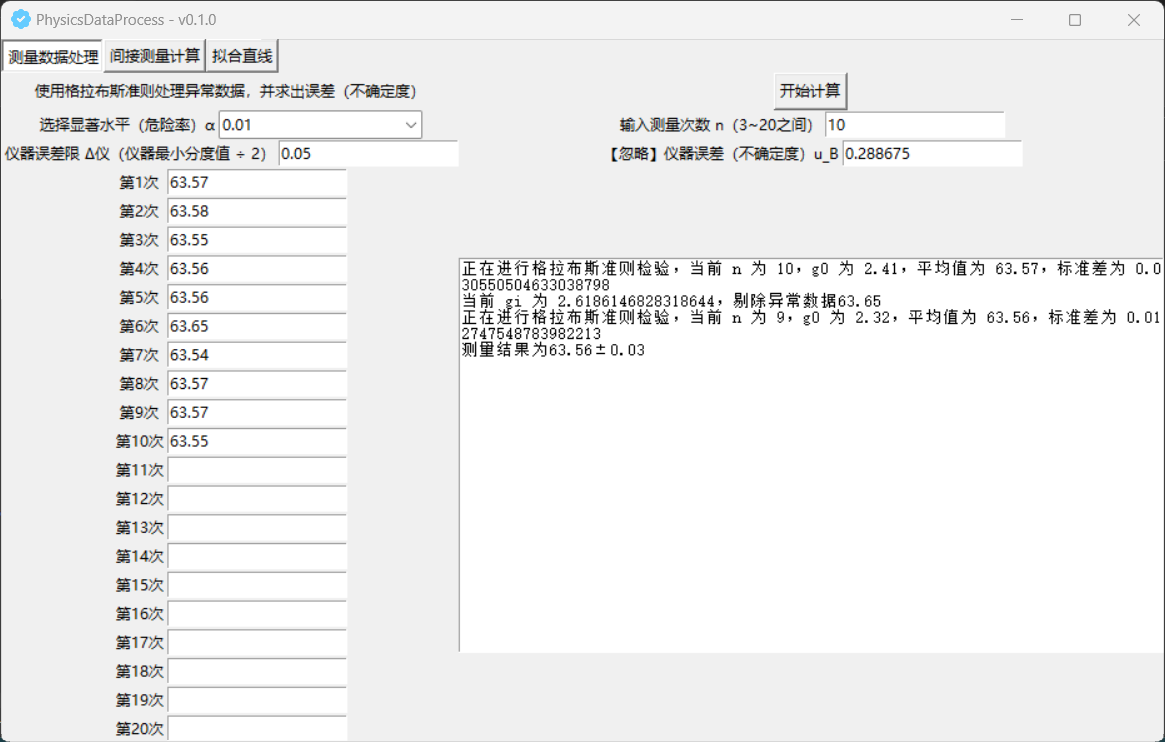 PhysicsDataProcess - v0.1.0
测量数据处理 间接测量计算 拟合直线
使用格拉布斯准则处理异常数据，并求出误差（不确定度）
开始计算
选择显著水平（危险率）α 0.01
输入测量次数 n（3~20之间） 10
仪器误差限 Δ仪（仪器最小分度值 ÷ 2） 0.05
【忽略】仪器误差（不确定度）u_B 0.288675
第1次 63.57
第2次 63.58
第3次 63.55
第4次 63.56
第5次 63.56
第6次 63.65
第7次 63.54
第8次 63.57
第9次 63.57
第10次 63.55
第11次
第12次
第13次
第14次
第15次
第16次
第17次
第18次
第19次
第20次
正在进行格拉布斯准则检验，当前 n 为 10，g0 为 2.41，平均值为 63.57，标准差为 0.0
30550504633038798
当前 gi 为 2.6186146828318644，剔除异常数据63.65
正在进行格拉布斯准则检验，当前 n 为 9，g0 为 2.32，平均值为 63.56，标准差为 0.01
2747548783982213
测量结果为63.56±0.03